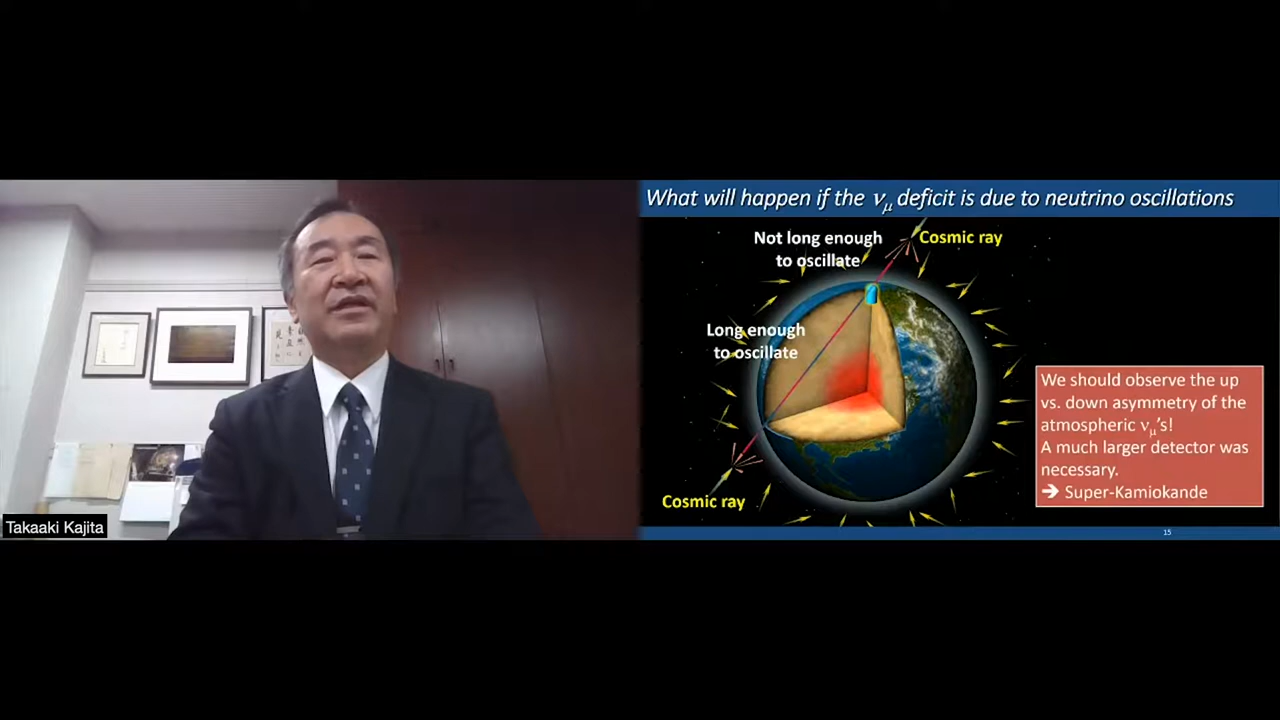 What will happen if the νμ deficit is due to neutrino oscillations
Not long enough
to oscillate
Cosmic ray
Long enough
to oscillate
Cosmic ray
We should observe the up
vs. down asymmetry of the
atmospheric νμ's!
A much larger detector was
necessary.
➔ Super-Kamiokande
15
Takaaki Kajita